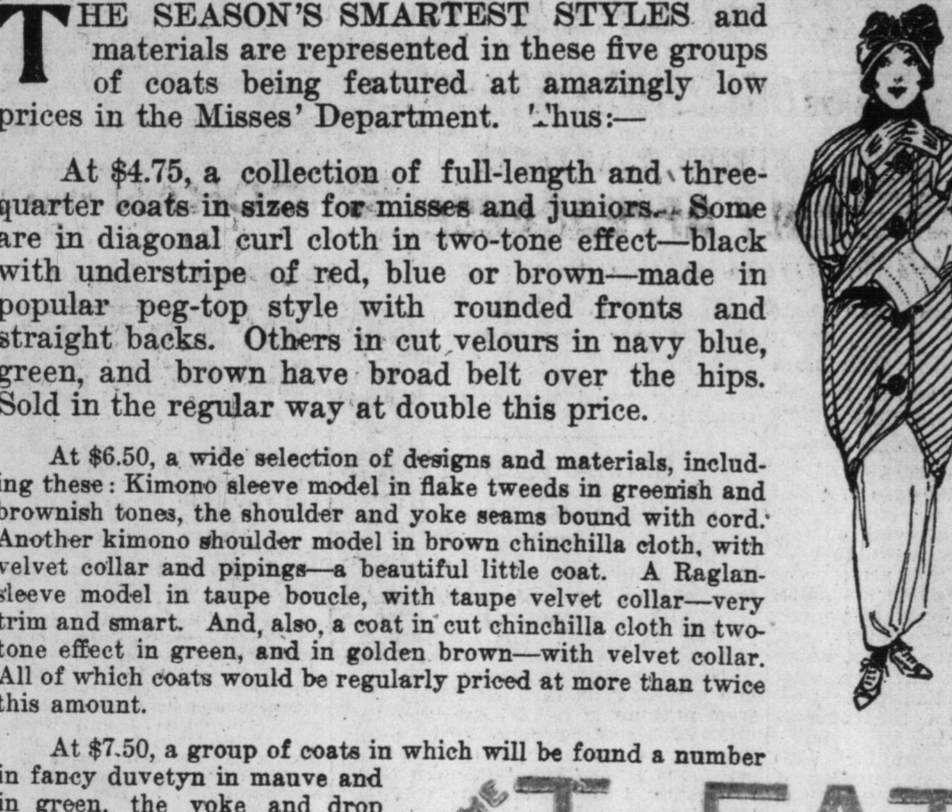 THE SEASON'S SMARTEST STYLES and
materials are represented in these five groups
of coats being featured at amazingly low
prices in the Misses' Department. Thus:—
At $4.75, a collection of full-length and three-
quarter coats in sizes for misses and juniors. Some
are in diagonal curl cloth in two-tone effect—black
with understripe of red, blue or brown—made in
popular peg-top style with rounded fronts and
straight backs. Others in cut velours in navy blue,
green, and brown have broad belt over the hips.
Sold in the regular way at double this price.
At $6.50, a wide selection of designs and materials, includ-
ing these: Kimono sleeve model in flake tweeds in greenish and
brownish tones, the shoulder and yoke seams bound with cord.
Another kimono shoulder model in brown chinchilla cloth, with
velvet collar and pipings—a beautiful little coat. A Raglan-
sleeve model in taupe boucle, with taupe velvet collar—very
trim and smart. And, also, a coat in cut chinchilla cloth in two-
tone effect in green, and in golden brown—with velvet collar.
All of which coats would be regularly priced at more than twice
this amount.
At $7.50, a group of coats in which will be found a number
in fancy duvetyn in mauve and
in green, the yoke and drop
THE